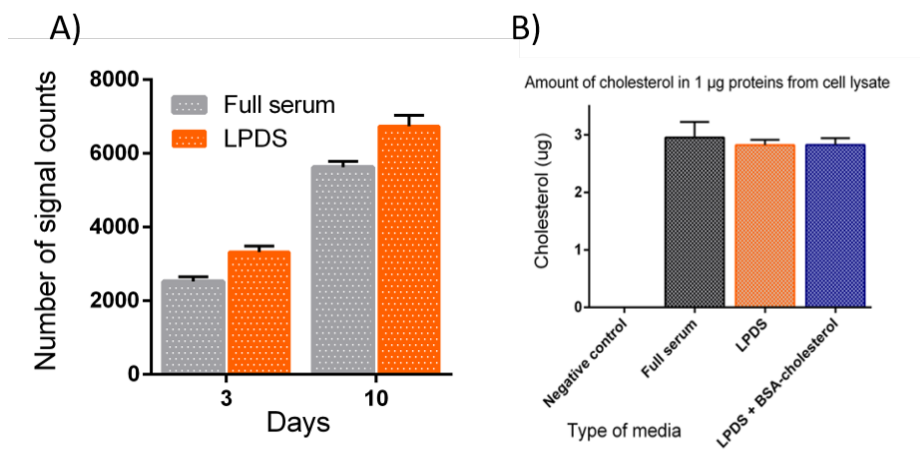 A)
Number of signal counts
8000
6000
4000
2000
0
Full serum
LPDS
3
10
Days
B)
Amount of cholesterol in 1 µg proteins from cell lysate
Cholesterol (ug)
3
2
1
0
Negative control
Full serum
LPDS
LPDS + BSA-cholesterol
Type of media